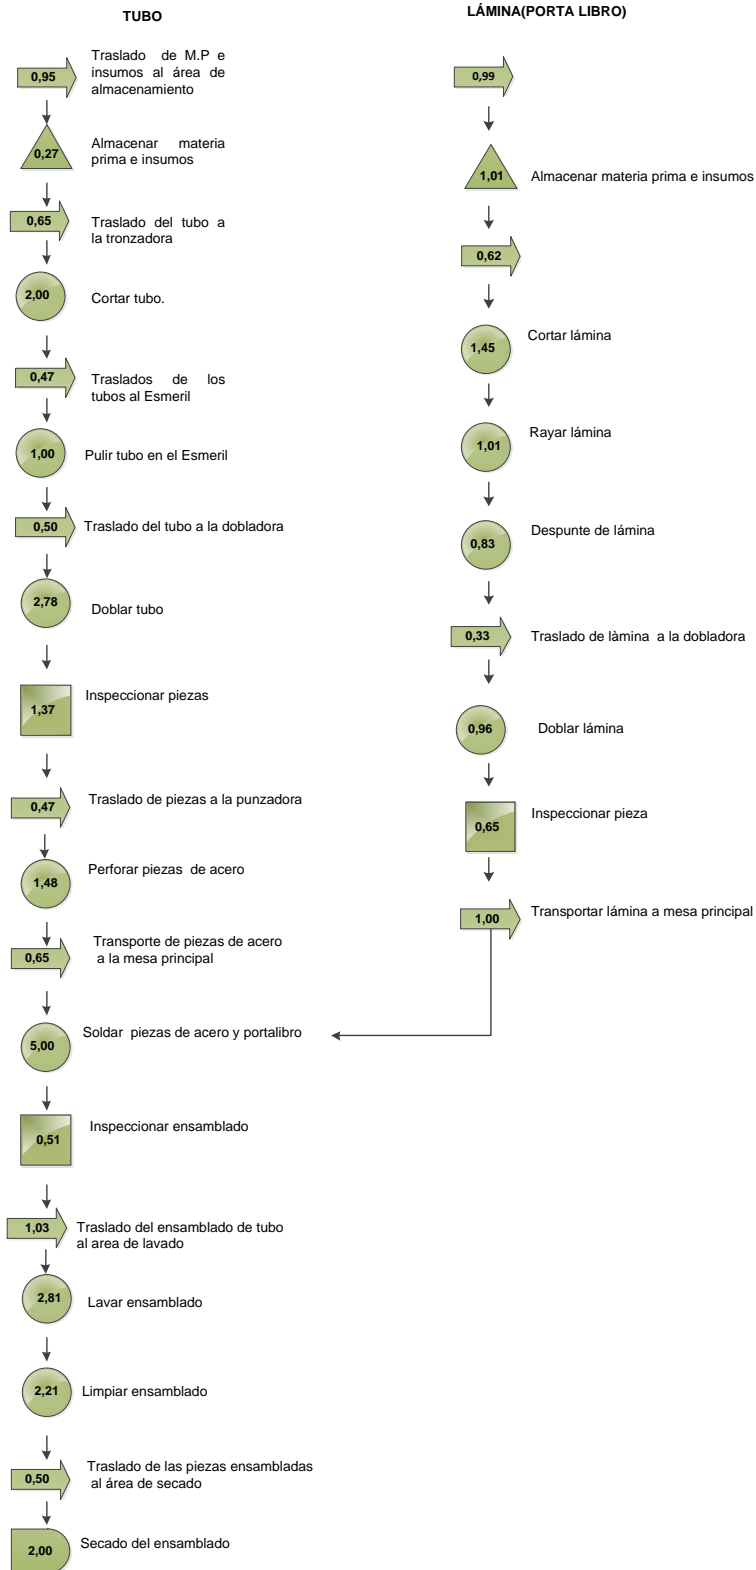 TUBO
0,95
Traslado de M.P e
insumos al área de
almacenamiento
0,27
Almacenar materia
prima e insumos
0,65
Traslado del tubo a
la tronzadora
2,00
Cortar tubo.
0,47
Traslados de los
tubos al Esmeril
1,00
Pulir tubo en el Esmeril
0,50
Traslado del tubo a la dobladora
2,78
Doblar tubo
1,37
Inspeccionar piezas
0,47
Traslado de piezas a la punzadora
1,48
Perforar piezas de acero
0,65
Transporte de piezas de acero
a la mesa principal
5,00
Soldar piezas de acero y portalibro
0,51
Inspeccionar ensamblado
1,03
Traslado del ensamblado de tubo
al area de lavado
2,81
Lavar ensamblado
2,21
Limpiar ensamblado
0,50
Traslado de las piezas ensambladas
al área de secado
2,00
Secado del ensamblado
LÁMINA(PORTA LIBRO)
0,99
1,01
Almacenar materia prima e insumos
0,62
1,45
Cortar lámina
1,01
Rayar lámina
0,83
Despunte de lámina
0,33
Traslado de làmina a la dobladora
0,96
Doblar lámina
0,65
Inspeccionar pieza
1,00
Transportar lámina a mesa principal